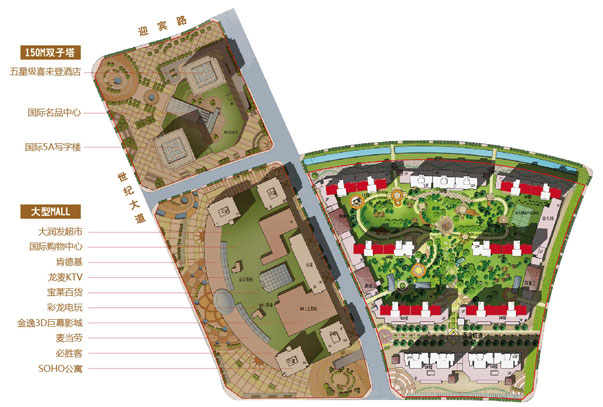 迎宾路
150M双子塔
五星级喜来登酒店
国际名品中心
国际5A写字楼
世纪大道
大型MALL
大润发超市
国际购物中心
肯德基
龙麦KTV
宝莱百货
彩龙电玩
金逸3D巨幕影城
麦当劳
必胜客
SOHO公寓